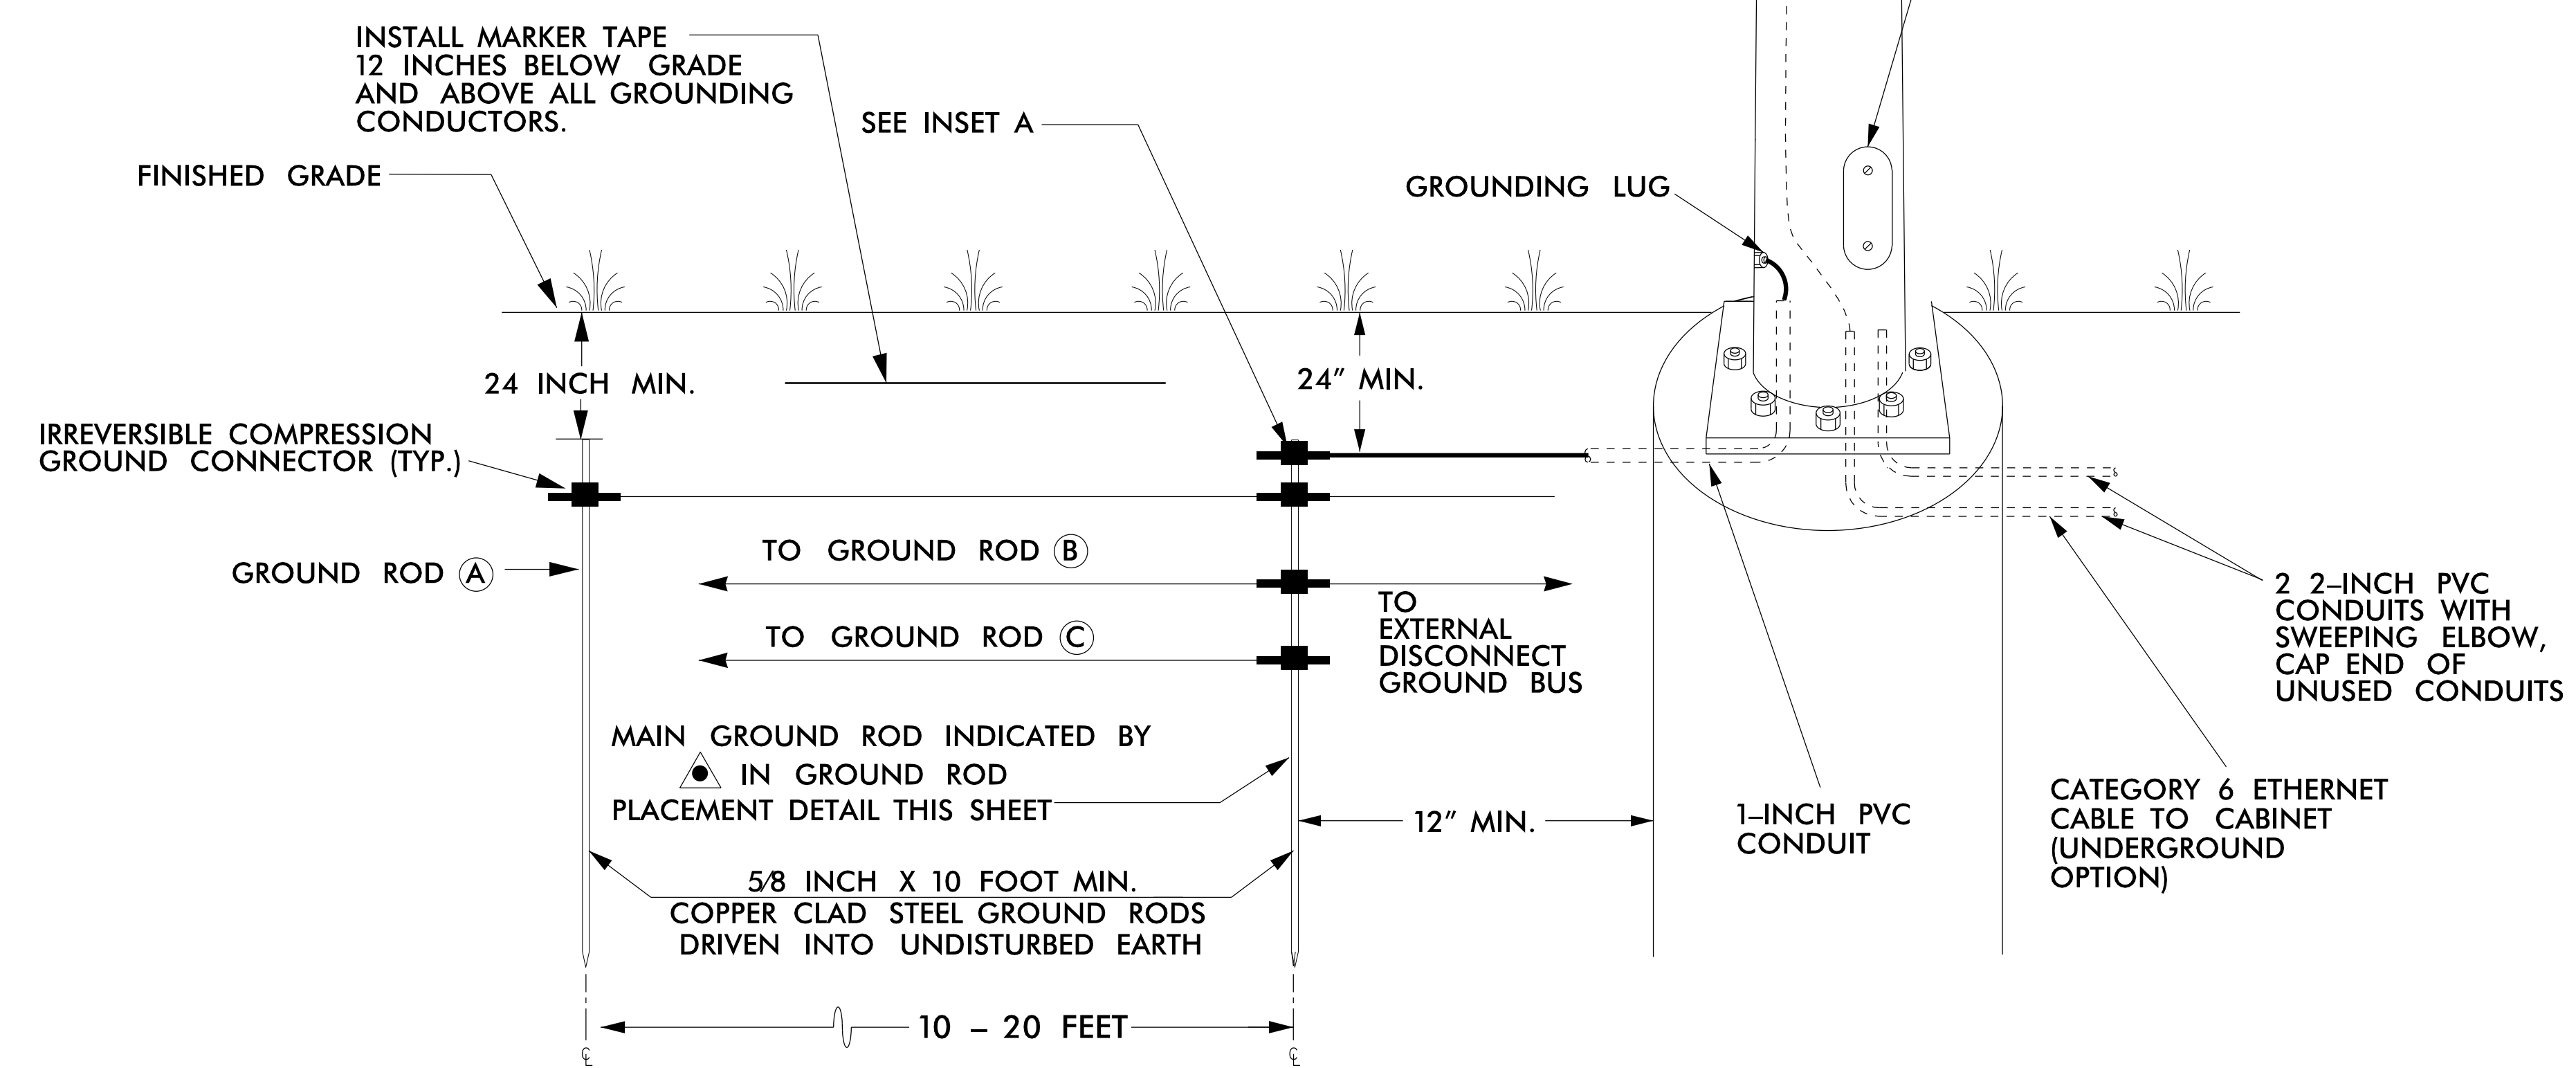 INSTALL MARKER TAPE
12 INCHES BELOW GRADE
AND ABOVE ALL GROUNDING
CONDUCTORS.
SEE INSET A
FINISHED GRADE
GROUNDING LUG
24 INCH MIN.
24" MIN.
IRREVERSIBLE COMPRESSION
GROUND CONNECTOR (TYP.)
TO GROUND ROD B
GROUND ROD A
TO GROUND ROD C
TO
EXTERNAL
DISCONNECT
GROUND BUS
2 2–INCH PVC
CONDUITS WITH
SWEEPING ELBOW,
CAP END OF
UNUSED CONDUITS
MAIN GROUND ROD INDICATED BY
IN GROUND ROD
PLACEMENT DETAIL THIS SHEET
12" MIN.
1–INCH PVC
CONDUIT
CATEGORY 6 ETHERNET
CABLE TO CABINET
(UNDERGROUND
OPTION)
5/8 INCH X 10 FOOT MIN.
COPPER CLAD STEEL GROUND RODS
DRIVEN INTO UNDISTURBED EARTH
10 – 20 FEET
℄ ℄